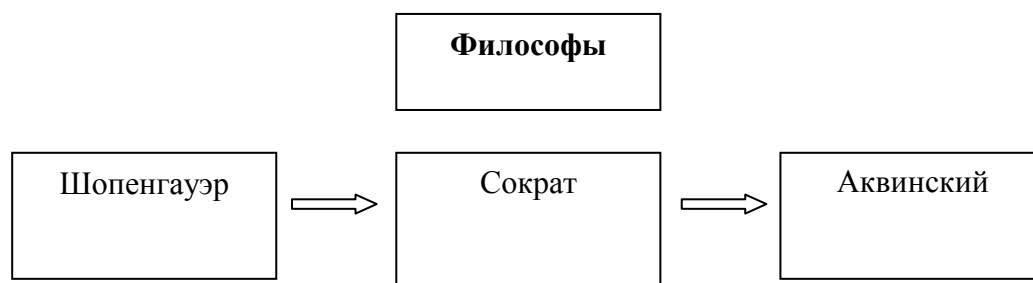 Философы
Шопенгауэр
Сократ
Аквинский